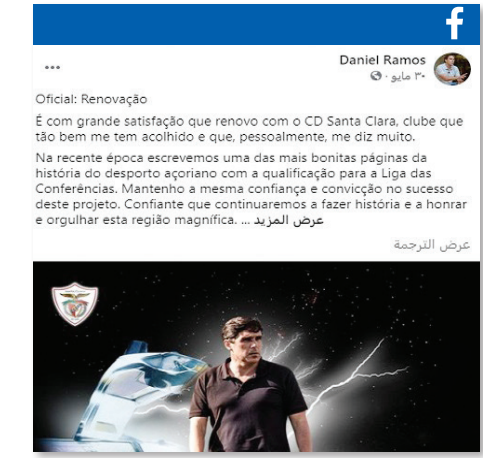 Daniel Ramos
٣٠ مايو ·
Oficial: Renovação
É com grande satisfação que renovo com o CD Santa Clara, clube que
tão bem me tem acolhido e que, pessoalmente, me diz muito.
Na recente época escrevemos uma das mais bonitas páginas da
história do desporto açoriano com a qualificação para a Liga das
Conferências. Mantenho a mesma confiança e convicção no sucesso
deste projeto. Confiante que continuaremos a fazer história e a honrar
e orgulhar esta região magnífica. ... عرض المزيد
عرض الترجمة